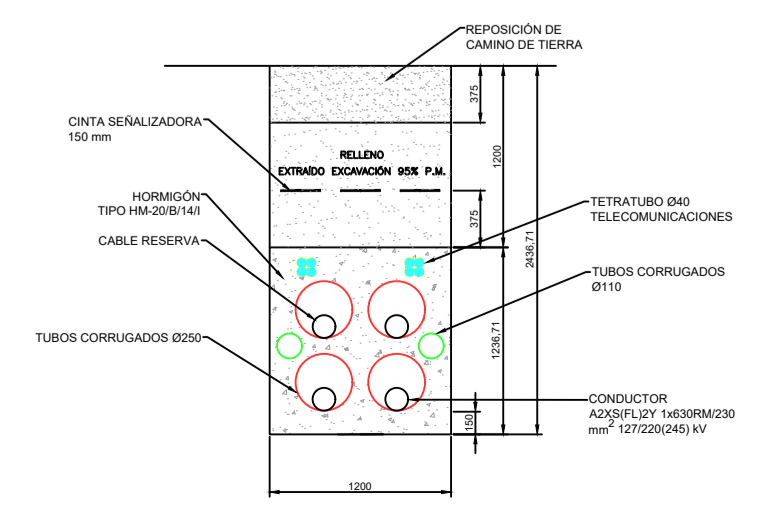 REPOSICIÓN DE
CAMINO DE TIERRA
375
CINTA SEÑALIZADORA
150 mm
1200
RELLENO
EXTRAÍDO EXCAVACIÓN 95% P.M.
HORMIGÓN
TIPO HM-20/B/14/I
375
TETRATUBO Ø40
TELECOMUNICACIONES
CABLE RESERVA
2436,71
TUBOS CORRUGADOS
Ø110
TUBOS CORRUGADOS Ø250
1236,71
CONDUCTOR
A2XS(FL)2Y 1x630RM/230
mm2 127/220(245) kV
150
1200